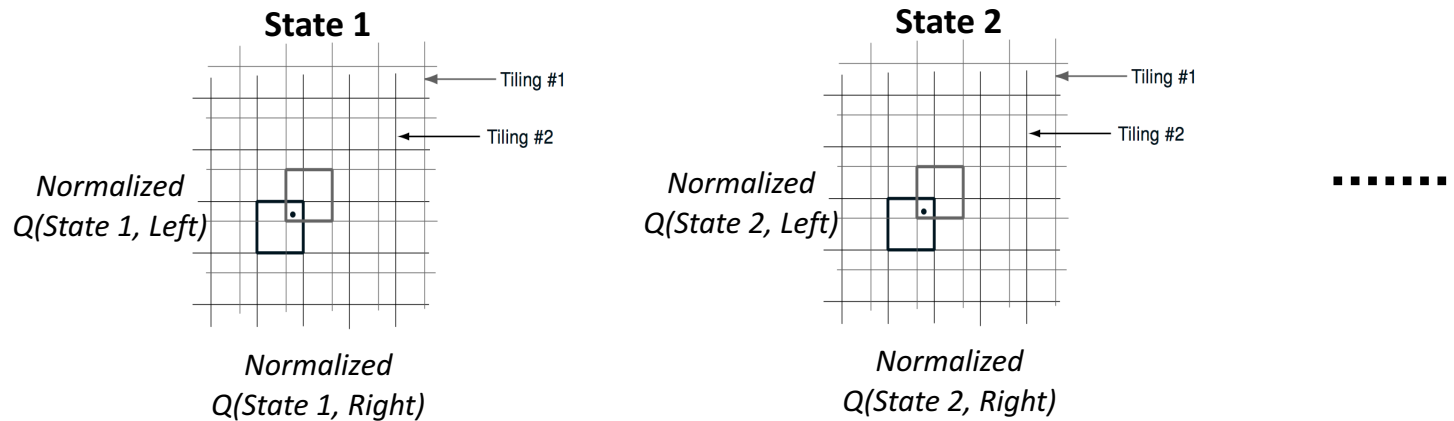 State 1
Tiling #1
Tiling #2
Normalized
Q(State 1, Left)
Normalized
Q(State 1, Right)
State 2
Tiling #1
Tiling #2
Normalized
Q(State 2, Left)
Normalized
Q(State 2, Right)